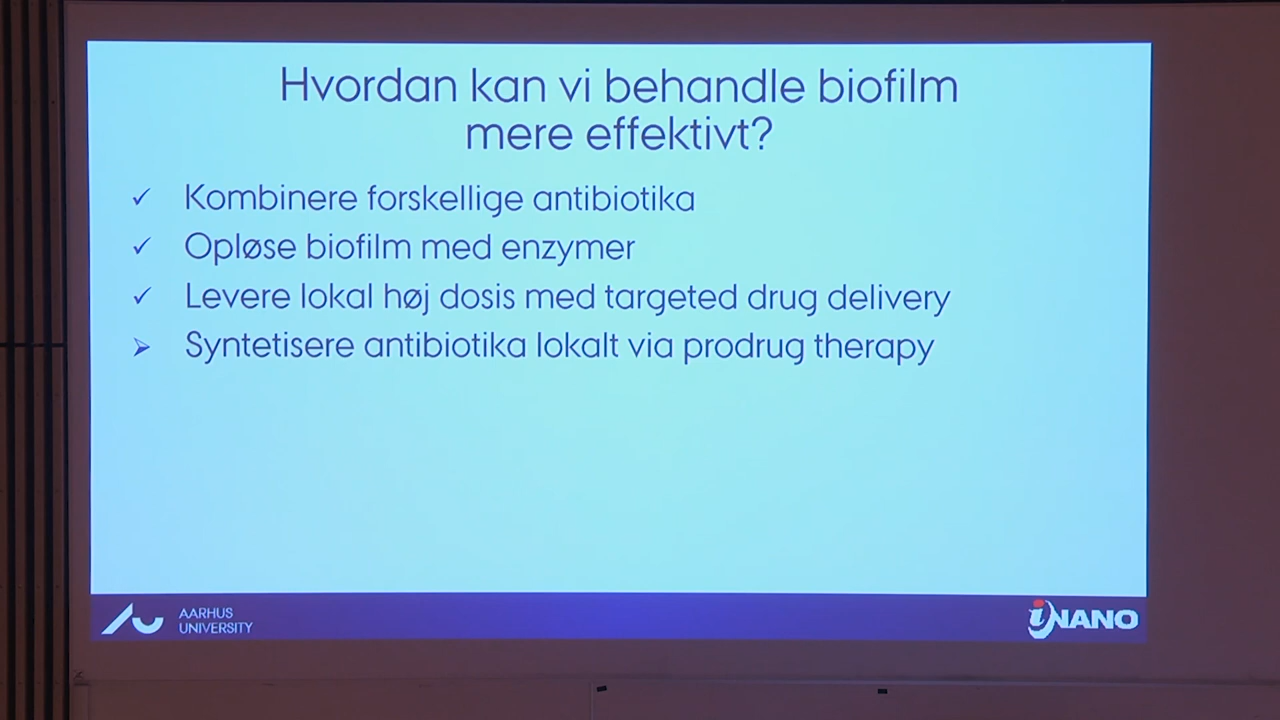 Hvordan kan vi behandle biofilm
mere effektivt?
✓ Kombinere forskellige antibiotika
✓ Opløse biofilm med enzymer
✓ Levere lokal høj dosis med targeted drug delivery
➢ Syntetisere antibiotika lokalt via prodrug therapy
AARHUS
UNIVERSITY
iNANO